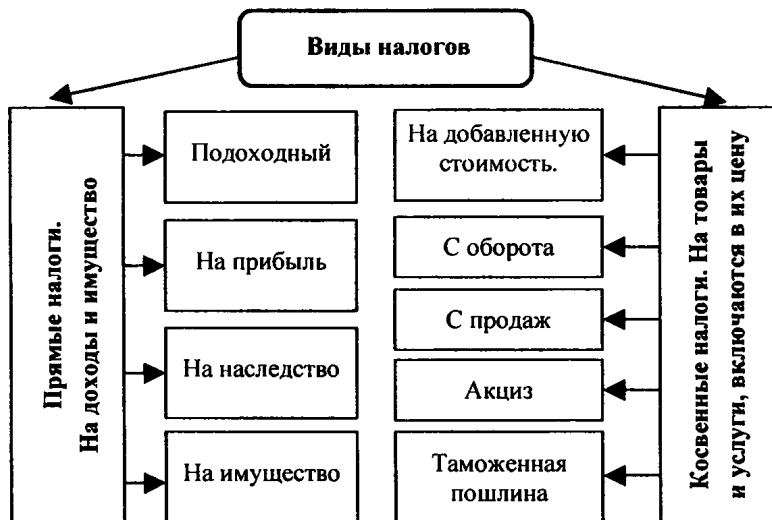 Виды налогов
Прямые налоги.
На доходы и имущество
Подоходный
На прибыль
На наследство
На имущество
На добавленную
стоимость.
С оборота
С продаж
Акциз
Таможенная
пошлина
Косвенные налоги. На товары
и услуги, включаются в их цену